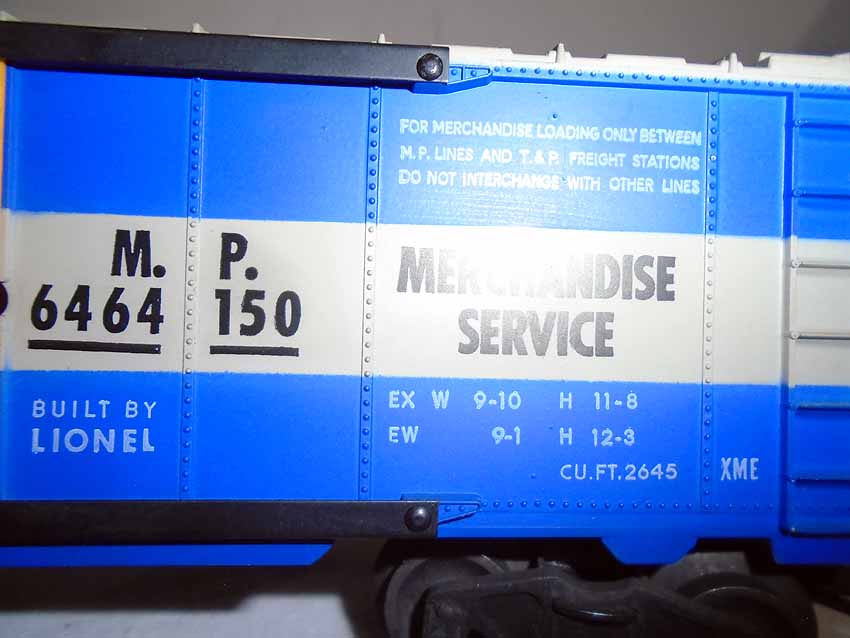 FOR MERCHANDISE LOADING ONLY BETWEEN
M.P. LINES AND T.&P. FREIGHT STATIONS
DO NOT INTERCHANGE WITH OTHER LINES
M. P.
6464 150
MERCHANDISE
SERVICE
BUILT BY
LIONEL
EX W 9-10 H 11-8
EW 9-1 H 12-3
CU.FT.2645
XME